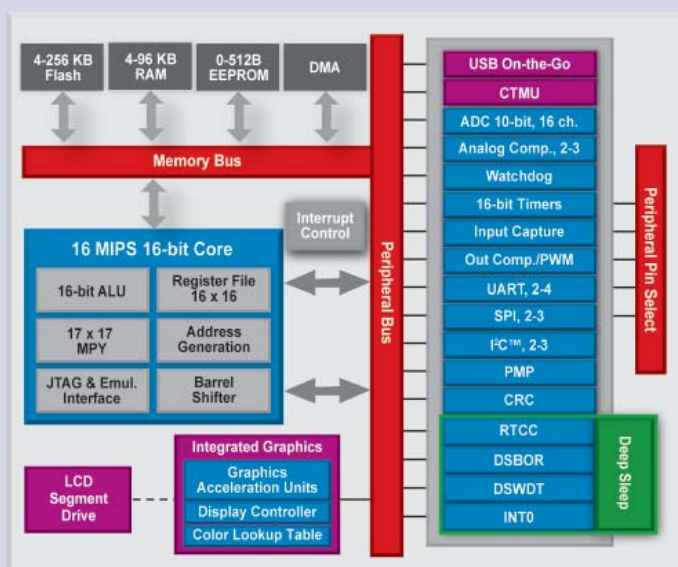 4-256 KB
Flash
4-96 KB
RAM
0-512B
EEPROM
DMA
Memory Bus
Interrupt
Control
16 MIPS 16-bit Core
16-bit ALU
Register File
16 x 16
17 x 17
MPY
Address
Generation
JTAG & Emul.
Interface
Barrel
Shifter
Integrated Graphics
Graphics
Acceleration Units
Display Controller
Color Lookup Table
LCD
Segment
Drive
Peripheral Bus
USB On-the-Go
CTMU
ADC 10-bit, 16 ch.
Analog Comp., 2-3
Watchdog
16-bit Timers
Input Capture
Out Comp./PWM
UART, 2-4
SPI, 2-3
I²C™, 2-3
PMP
CRC
RTCC
DSBOR
DSWDT
INT0
Deep Sleep
Peripheral Pin Select